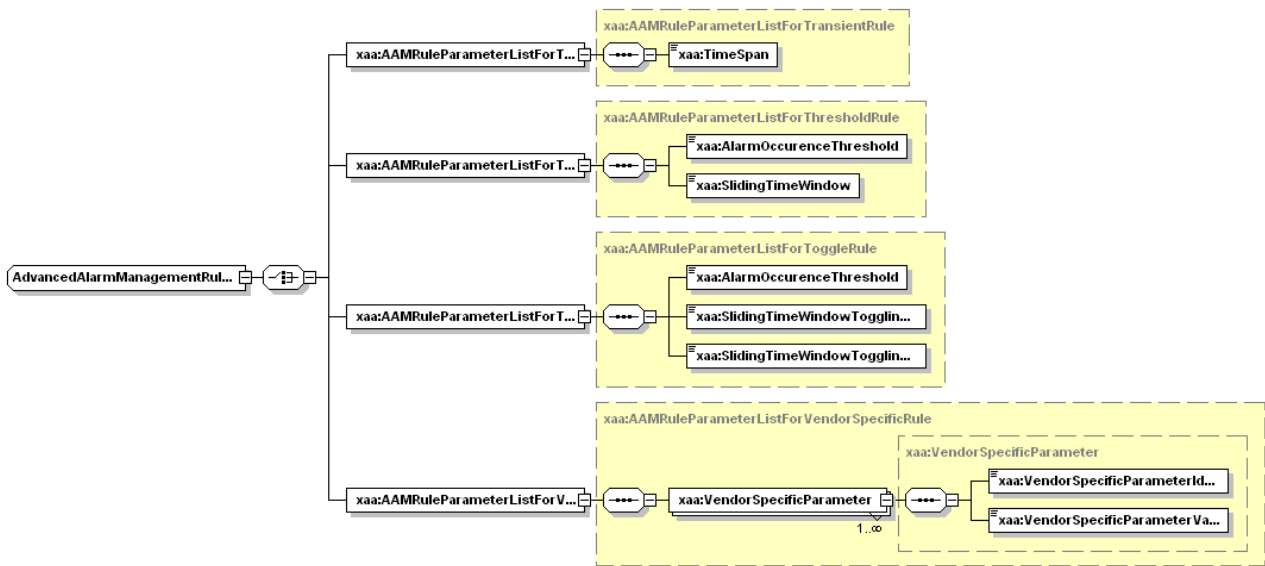 xaa:AAMRuleParameterListForTransientRule
xaa:AAMRuleParameterListForT...
xaa:TimeSpan
xaa:AAMRuleParameterListForThresholdRule
xaa:AlarmOccurenceThreshold
xaa:AAMRuleParameterListForT...
xaa:SlidingTimeWindow
xaa:AAMRuleParameterListForToggleRule
AdvancedAlarmManagementRul...
xaa:AlarmOccurenceThreshold
xaa:AAMRuleParameterListForT...
xaa:SlidingTimeWindowTogglin...
xaa:SlidingTimeWindowTogglin...
xaa:AAMRuleParameterListForVendorSpecificRule
xaa:VendorSpecificParameter
xaa:VendorSpecificParameterId...
xaa:AAMRuleParameterListForV...
xaa:VendorSpecificParameter
1..∞
xaa:VendorSpecificParameterVa...